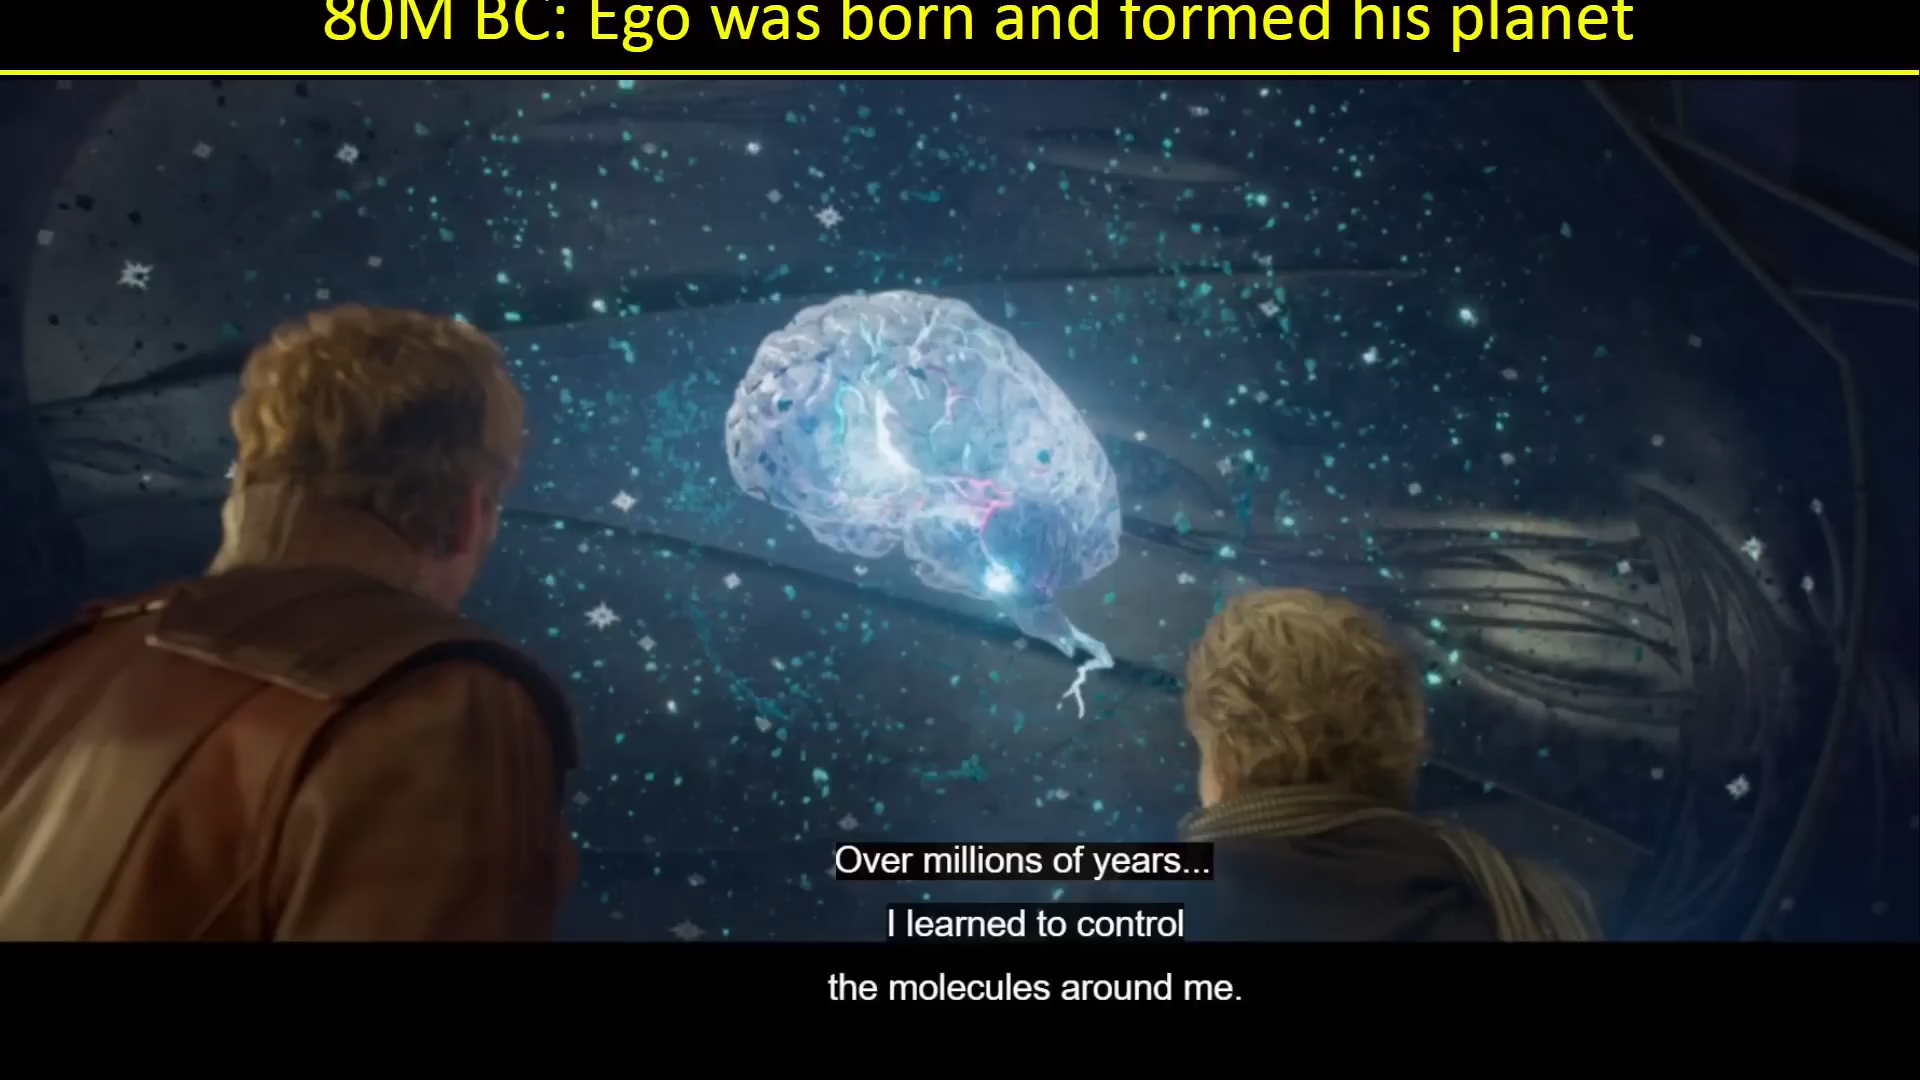 80M BC: Ego was born and formed his planet
Over millions of years...
I learned to control
the molecules around me.